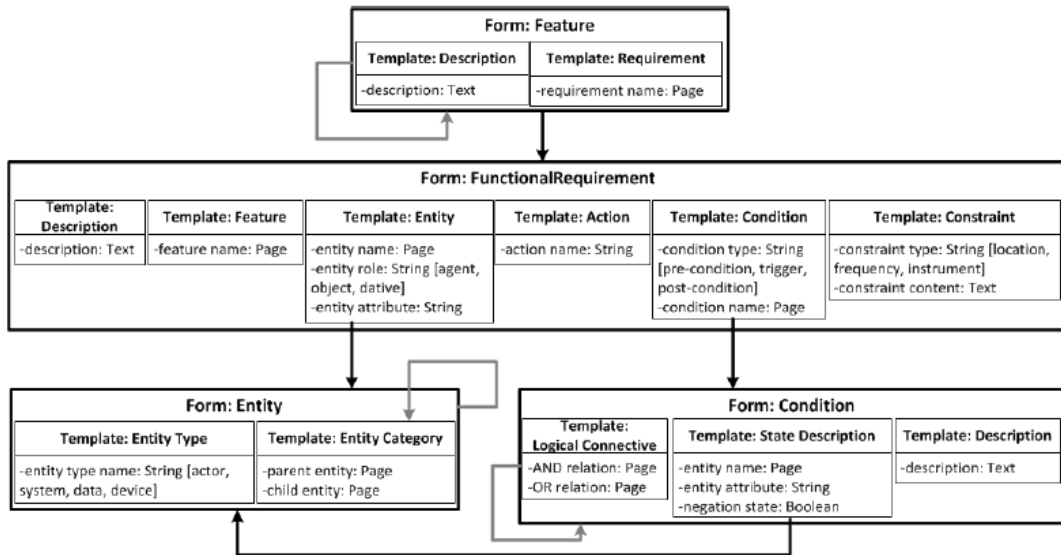 Form: Feature
Template: Description
-description: Text
Template: Requirement
-requirement name: Page
Form: FunctionalRequirement
Template:
Description
-description: Text
Template: Feature
-feature name: Page
Template: Entity
-entity name: Page
-entity role: String [agent,
object, dative]
-entity attribute: String
Template: Action
-action name: String
Template: Condition
-condition type: String
[pre-condition, trigger,
post-condition]
-condition name: Page
Template: Constraint
-constraint type: String [location,
frequency, instrument]
-constraint content: Text
Form: Entity
Template: Entity Type
-entity type name: String [actor,
system, data, device]
Template: Entity Category
-parent entity: Page
-child entity: Page
Form: Condition
Template:
Logical Connective
-AND relation: Page
-OR relation: Page
Template: State Description
-entity name: Page
-entity attribute: String
-negation state: Boolean
Template: Description
-description: Text